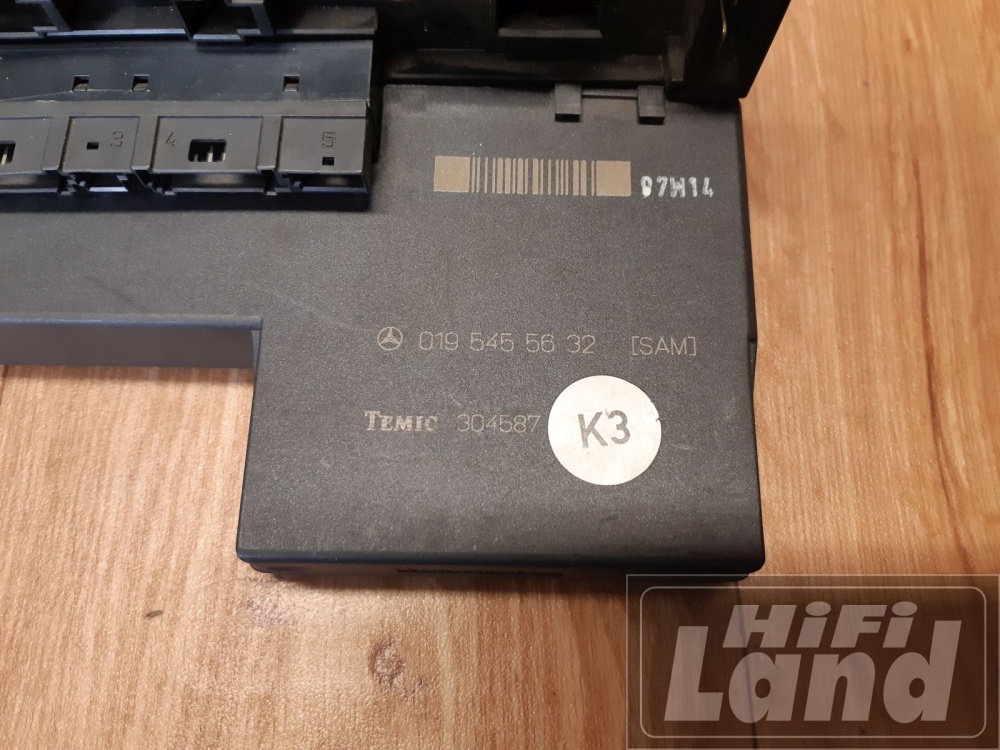 3 4 5
07W14
019 545 56 32 [SAM]
TEMIC 304587
K3
HiFi
Land